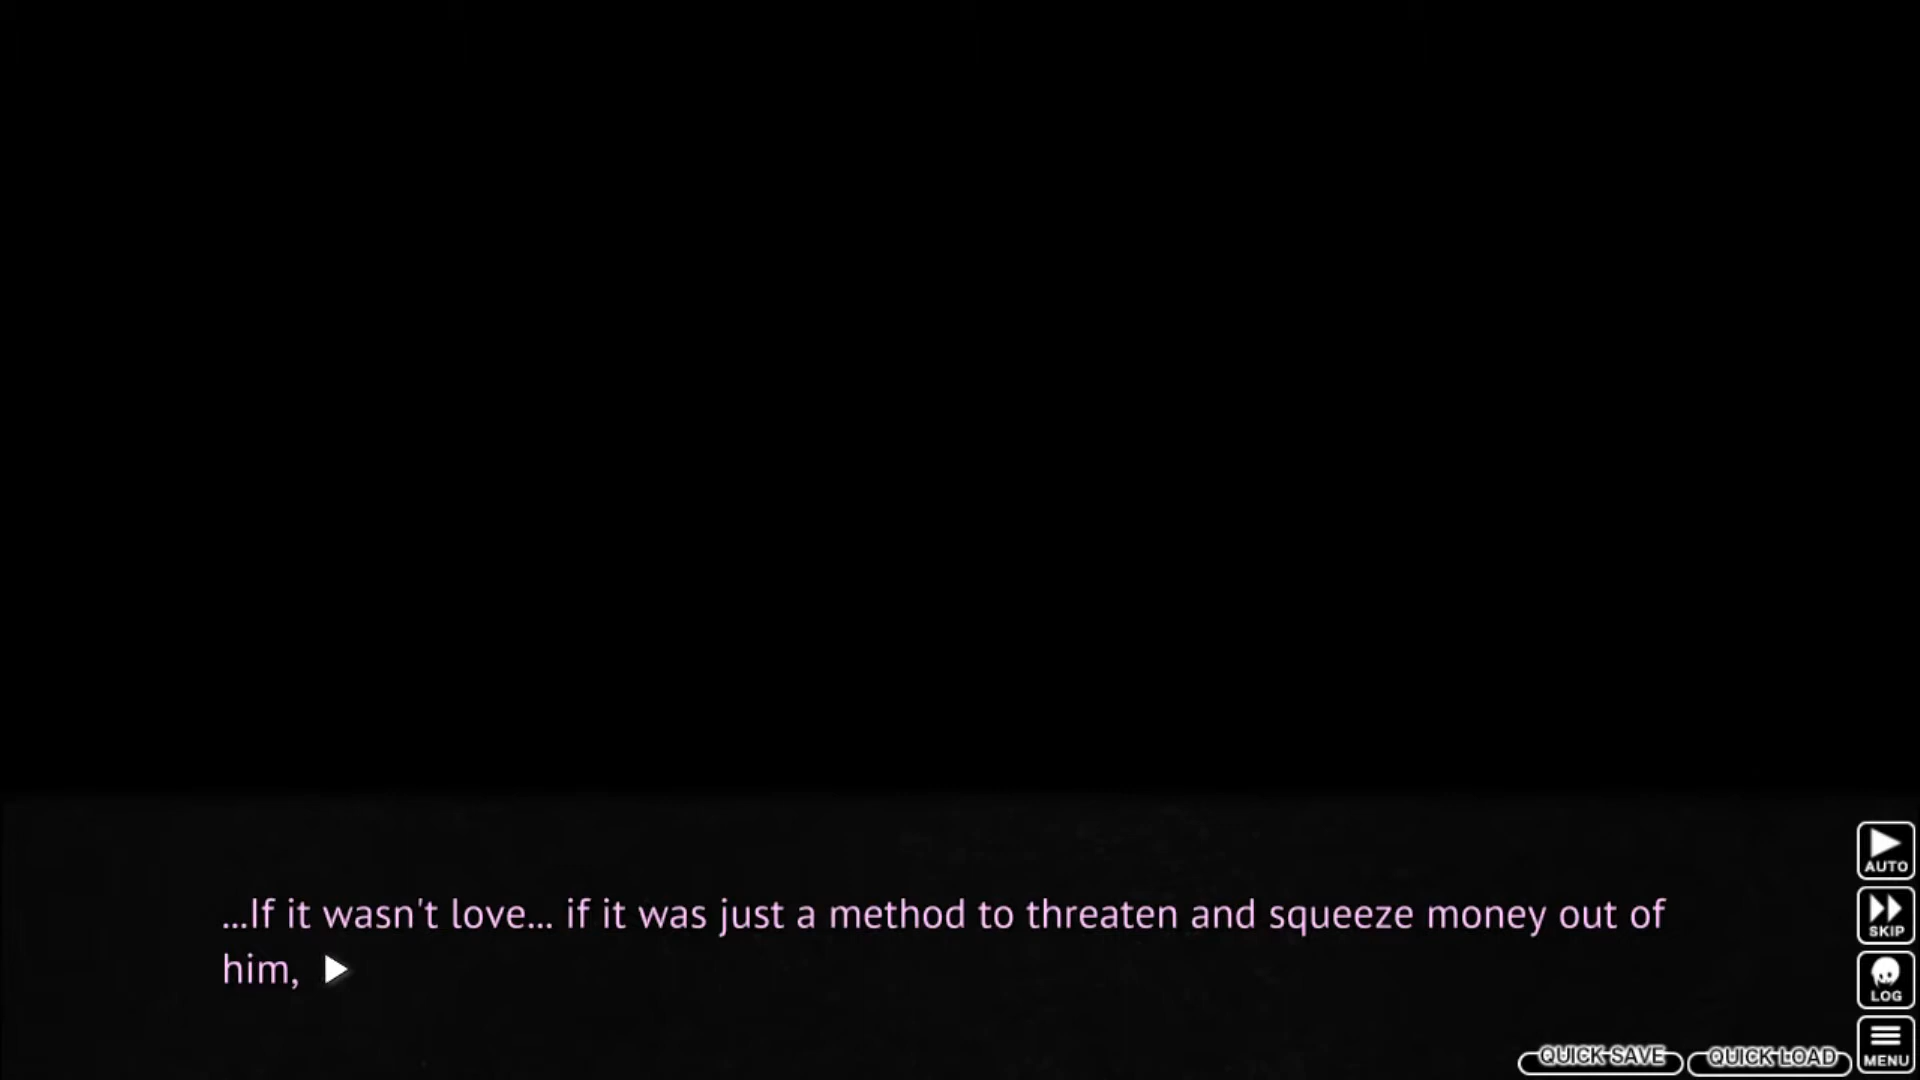 ...If it wasn't love... if it was just a method to threaten and squeeze money out of
him,
AUTO
SKIP
LOG
MENU
QUICK SAVE
QUICK LOAD